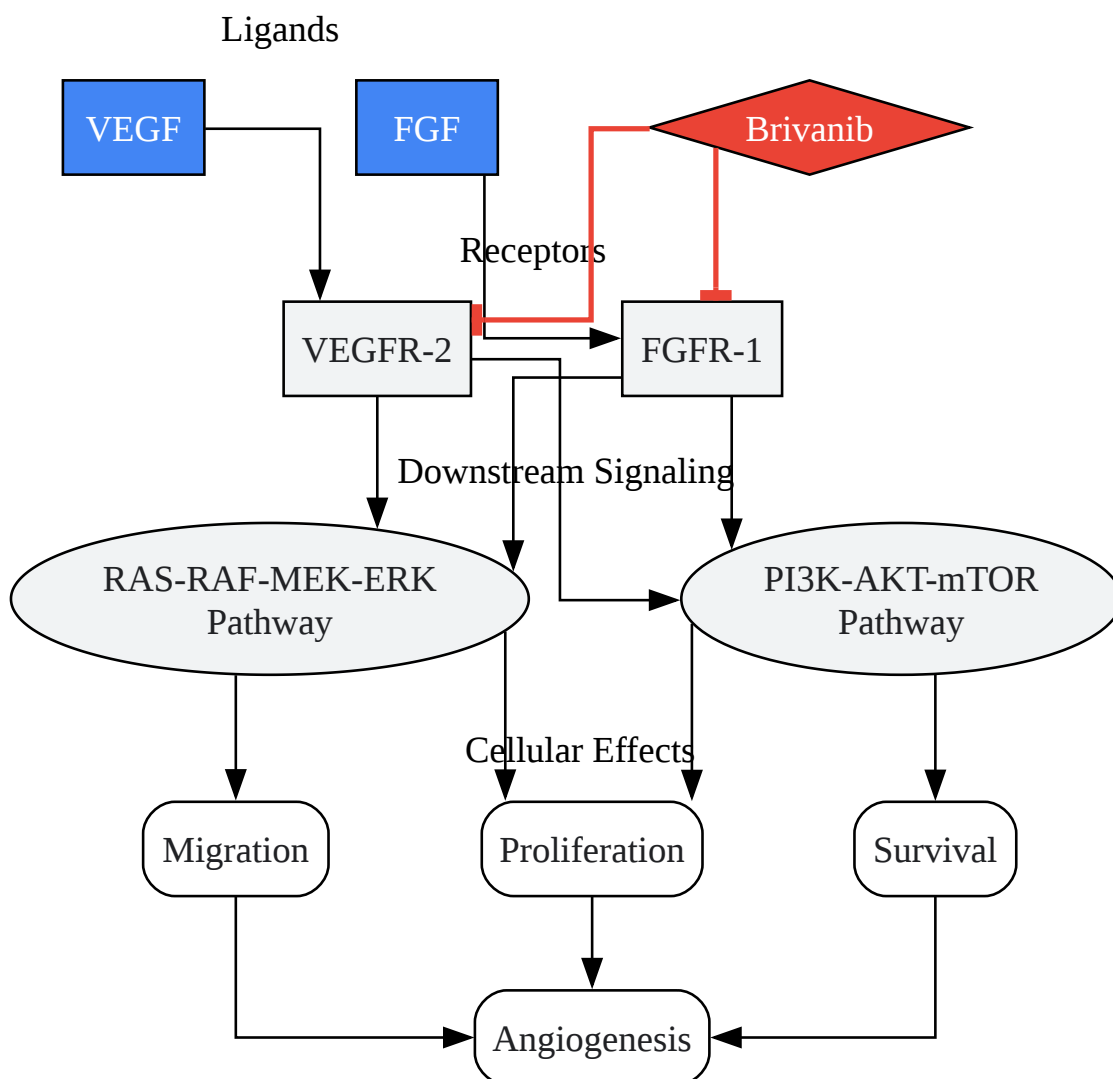 Ligands
VEGF
FGF
Brivanib
Receptors
VEGFR-2
FGFR-1
Downstream Signaling
RAS-RAF-MEK-ERK
Pathway
PI3K-AKT-mTOR
Pathway
Cellular Effects
Migration
Proliferation
Survival
Angiogenesis